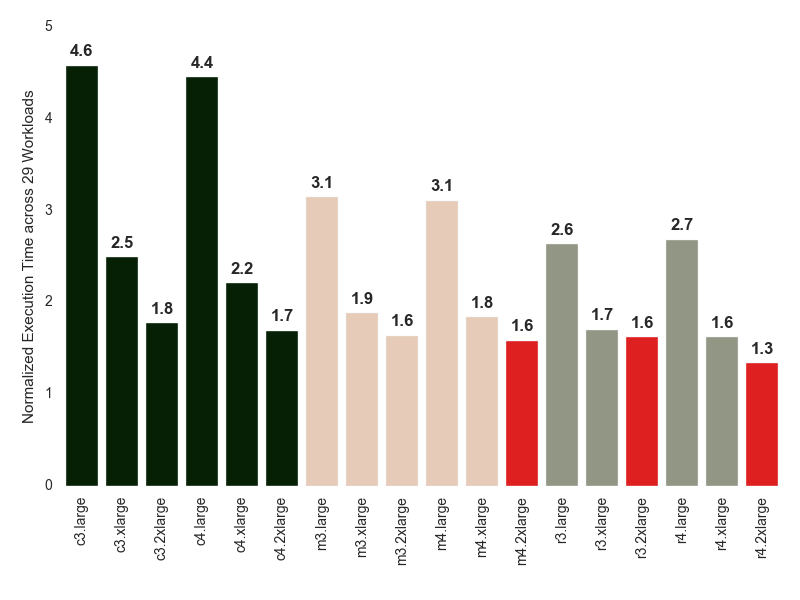 Normalized Execution Time across 29 Workloads
5
4
3
2
1
0
4.6
2.5
1.8
4.4
2.2
1.7
3.1
1.9
1.6
3.1
1.8
1.6
2.6
1.7
1.6
2.7
1.6
1.3
c3.large
c3.xlarge
c3.2xlarge
c4.large
c4.xlarge
c4.2xlarge
m3.large
m3.xlarge
m3.2xlarge
m4.large
m4.xlarge
m4.2xlarge
r3.large
r3.xlarge
r3.2xlarge
r4.large
r4.xlarge
r4.2xlarge